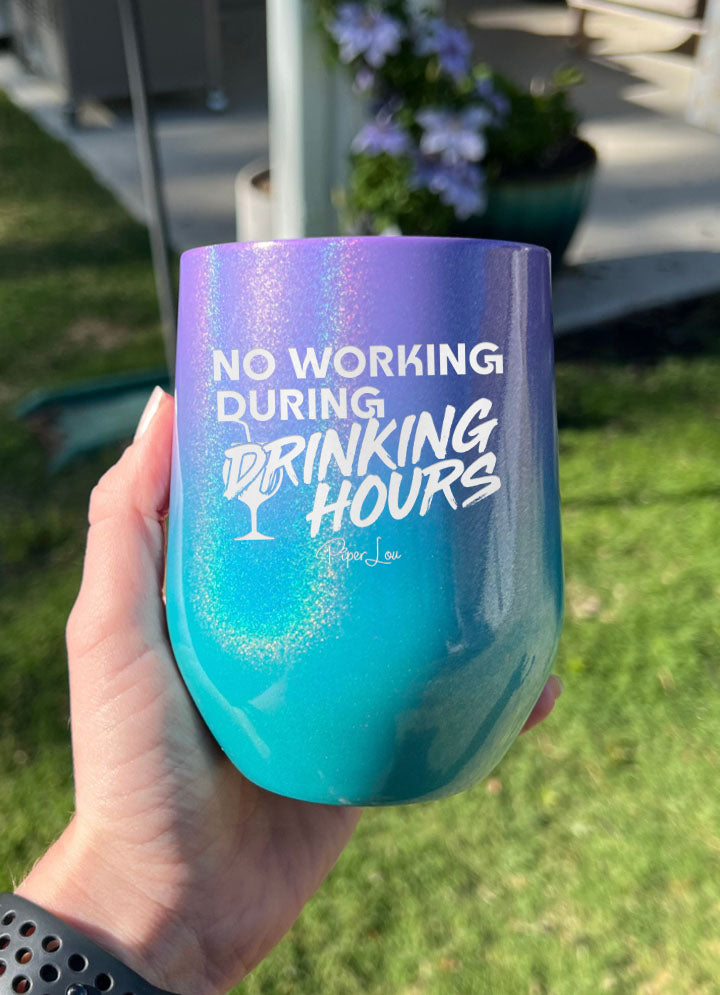 NO WORKING
DURING
DRINKING
HOURS
Piper Lou